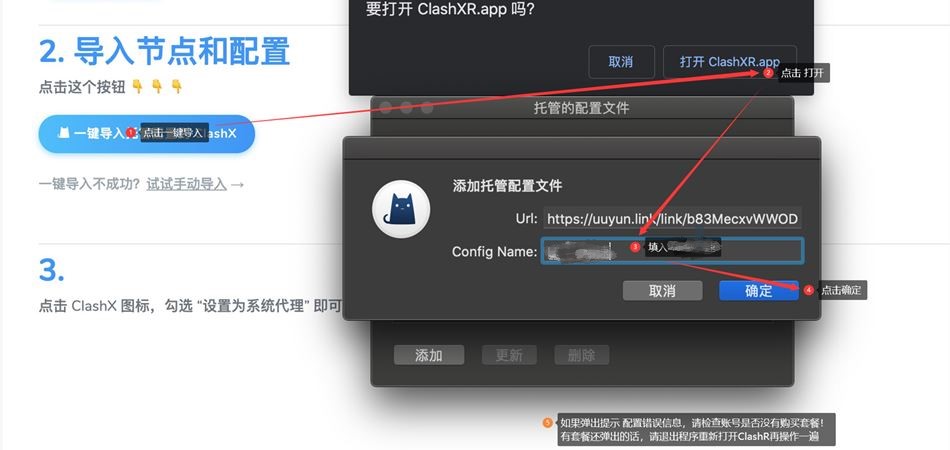 要打开 ClashXR.app 吗?
取消
打开 ClashXR.app
2 点击 打开
2. 导入节点和配置
点击这个按钮 👇 👇 👇
托管的配置文件
一键导入
1 点击一键导入
ClashX
一键导入不成功? 试试手动导入 →
添加托管配置文件
Url: https://uuyun.link/link/b83MecxvWWOD
Config Name:
3 填入
取消
确定
4 点击确定
3.
点击 ClashX 图标，勾选 “设置为系统代理” 即可
添加
更新
删除
5 如果弹出提示 配置错误信息，请检查账号是否没有购买套餐!
有套餐还弹出的话，请退出程序重新打开ClashR再操作一遍